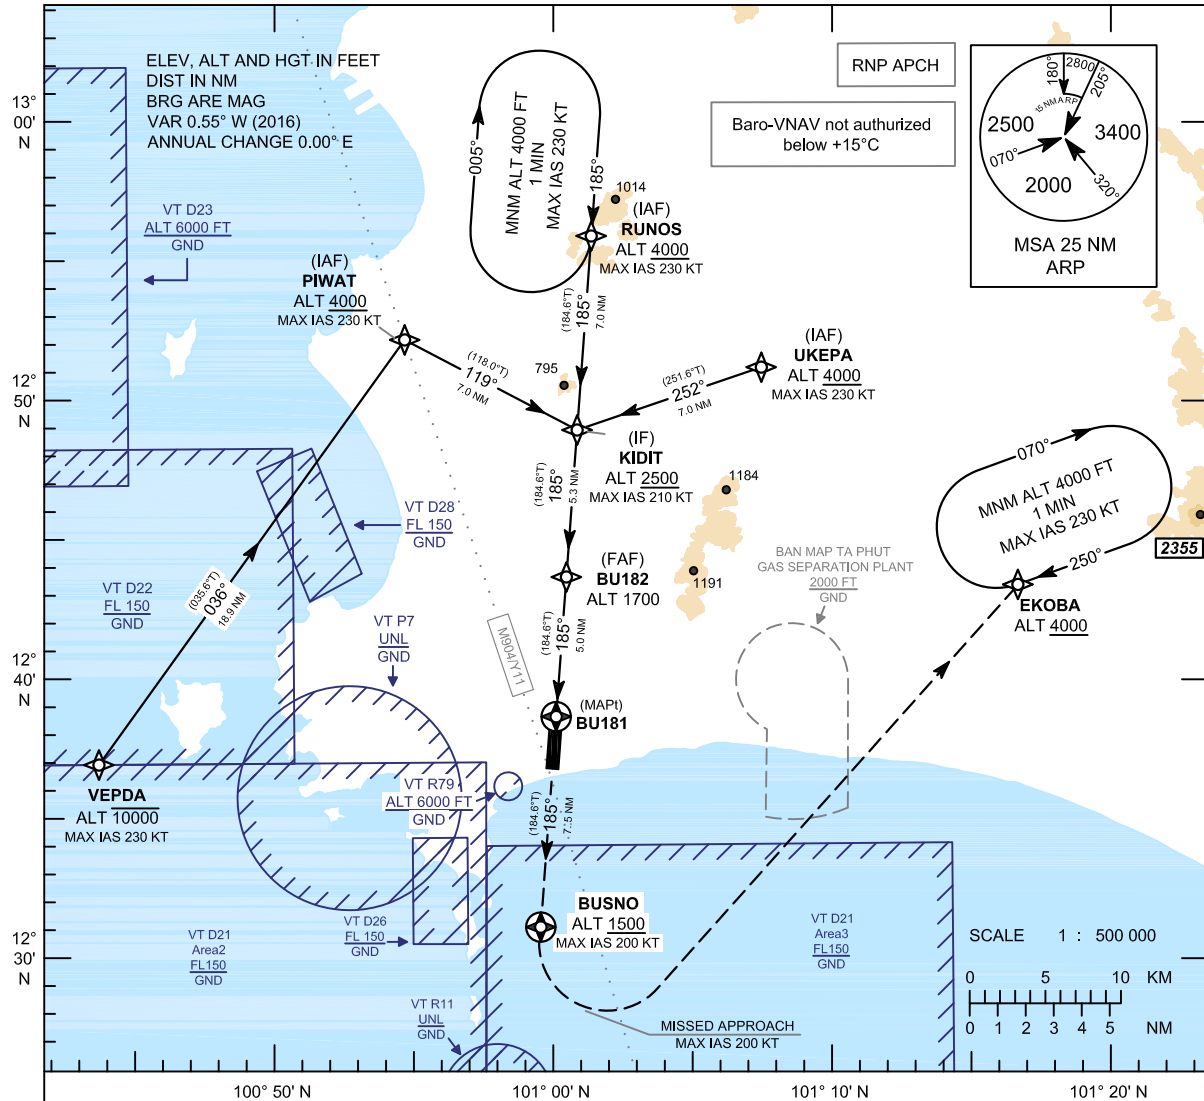 ELEV, ALT AND HGT IN FEET
DIST IN NM
BRG ARE MAG
VAR 0.55° W (2016)
ANNUAL CHANGE 0.00° E
RNP APCH
Baro-VNAV not authurized
below +15°C
180°
2800
205°
15 NM ARP
2500
3400
070°
2000
320°
MSA 25 NM
ARP
13°
00'
N
12°
50'
N
12°
40'
N
12°
30'
N
005°
MNM ALT 4000 FT
1 MIN
MAX IAS 230 KT
185°
1014
(IAF)
RUNOS
ALT 4000
MAX IAS 230 KT
VT D23
ALT 6000 FT
GND
(IAF)
PIWAT
ALT 4000
MAX IAS 230 KT
(184.6°T)
185°
7.0 NM
(118.0°T)
119°
7.0 NM
795
(251.6°T)
252°
7.0 NM
(IAF)
UKEPA
ALT 4000
MAX IAS 230 KT
(IF)
KIDIT
ALT 2500
MAX IAS 210 KT
(184.6°T)
185°
5.3 NM
1184
1191
070°
MNM ALT 4000 FT
1 MIN
MAX IAS 230 KT
250°
2355
EKOBA
ALT 4000
VT D28
FL 150
GND
VT D22
FL 150
GND
(035.6°T)
036°
18.9 NM
(FAF)
BU182
ALT 1700
BAN MAP TA PHUT
GAS SEPARATION PLANT
2000 FT
GND
VT P7
UNL
GND
M904/Y11
(184.6°T)
185°
5.0 NM
(MAPt)
BU181
VEPDA
ALT 10000
MAX IAS 230 KT
VT R79
ALT 6000 FT
GND
(184.6°T)
185°
7.5 NM
BUSNO
ALT 1500
MAX IAS 200 KT
VT D26
FL 150
GND
VT D21
Area2
FL150
GND
VT D21
Area3
FL150
GND
VT R11
UNL
GND
MISSED APPROACH
MAX IAS 200 KT
SCALE 1 : 500 000
0 5 10 KM
0 1 2 3 4 5 NM
100° 50' N
101° 00' N
101° 10' N
101° 20' N